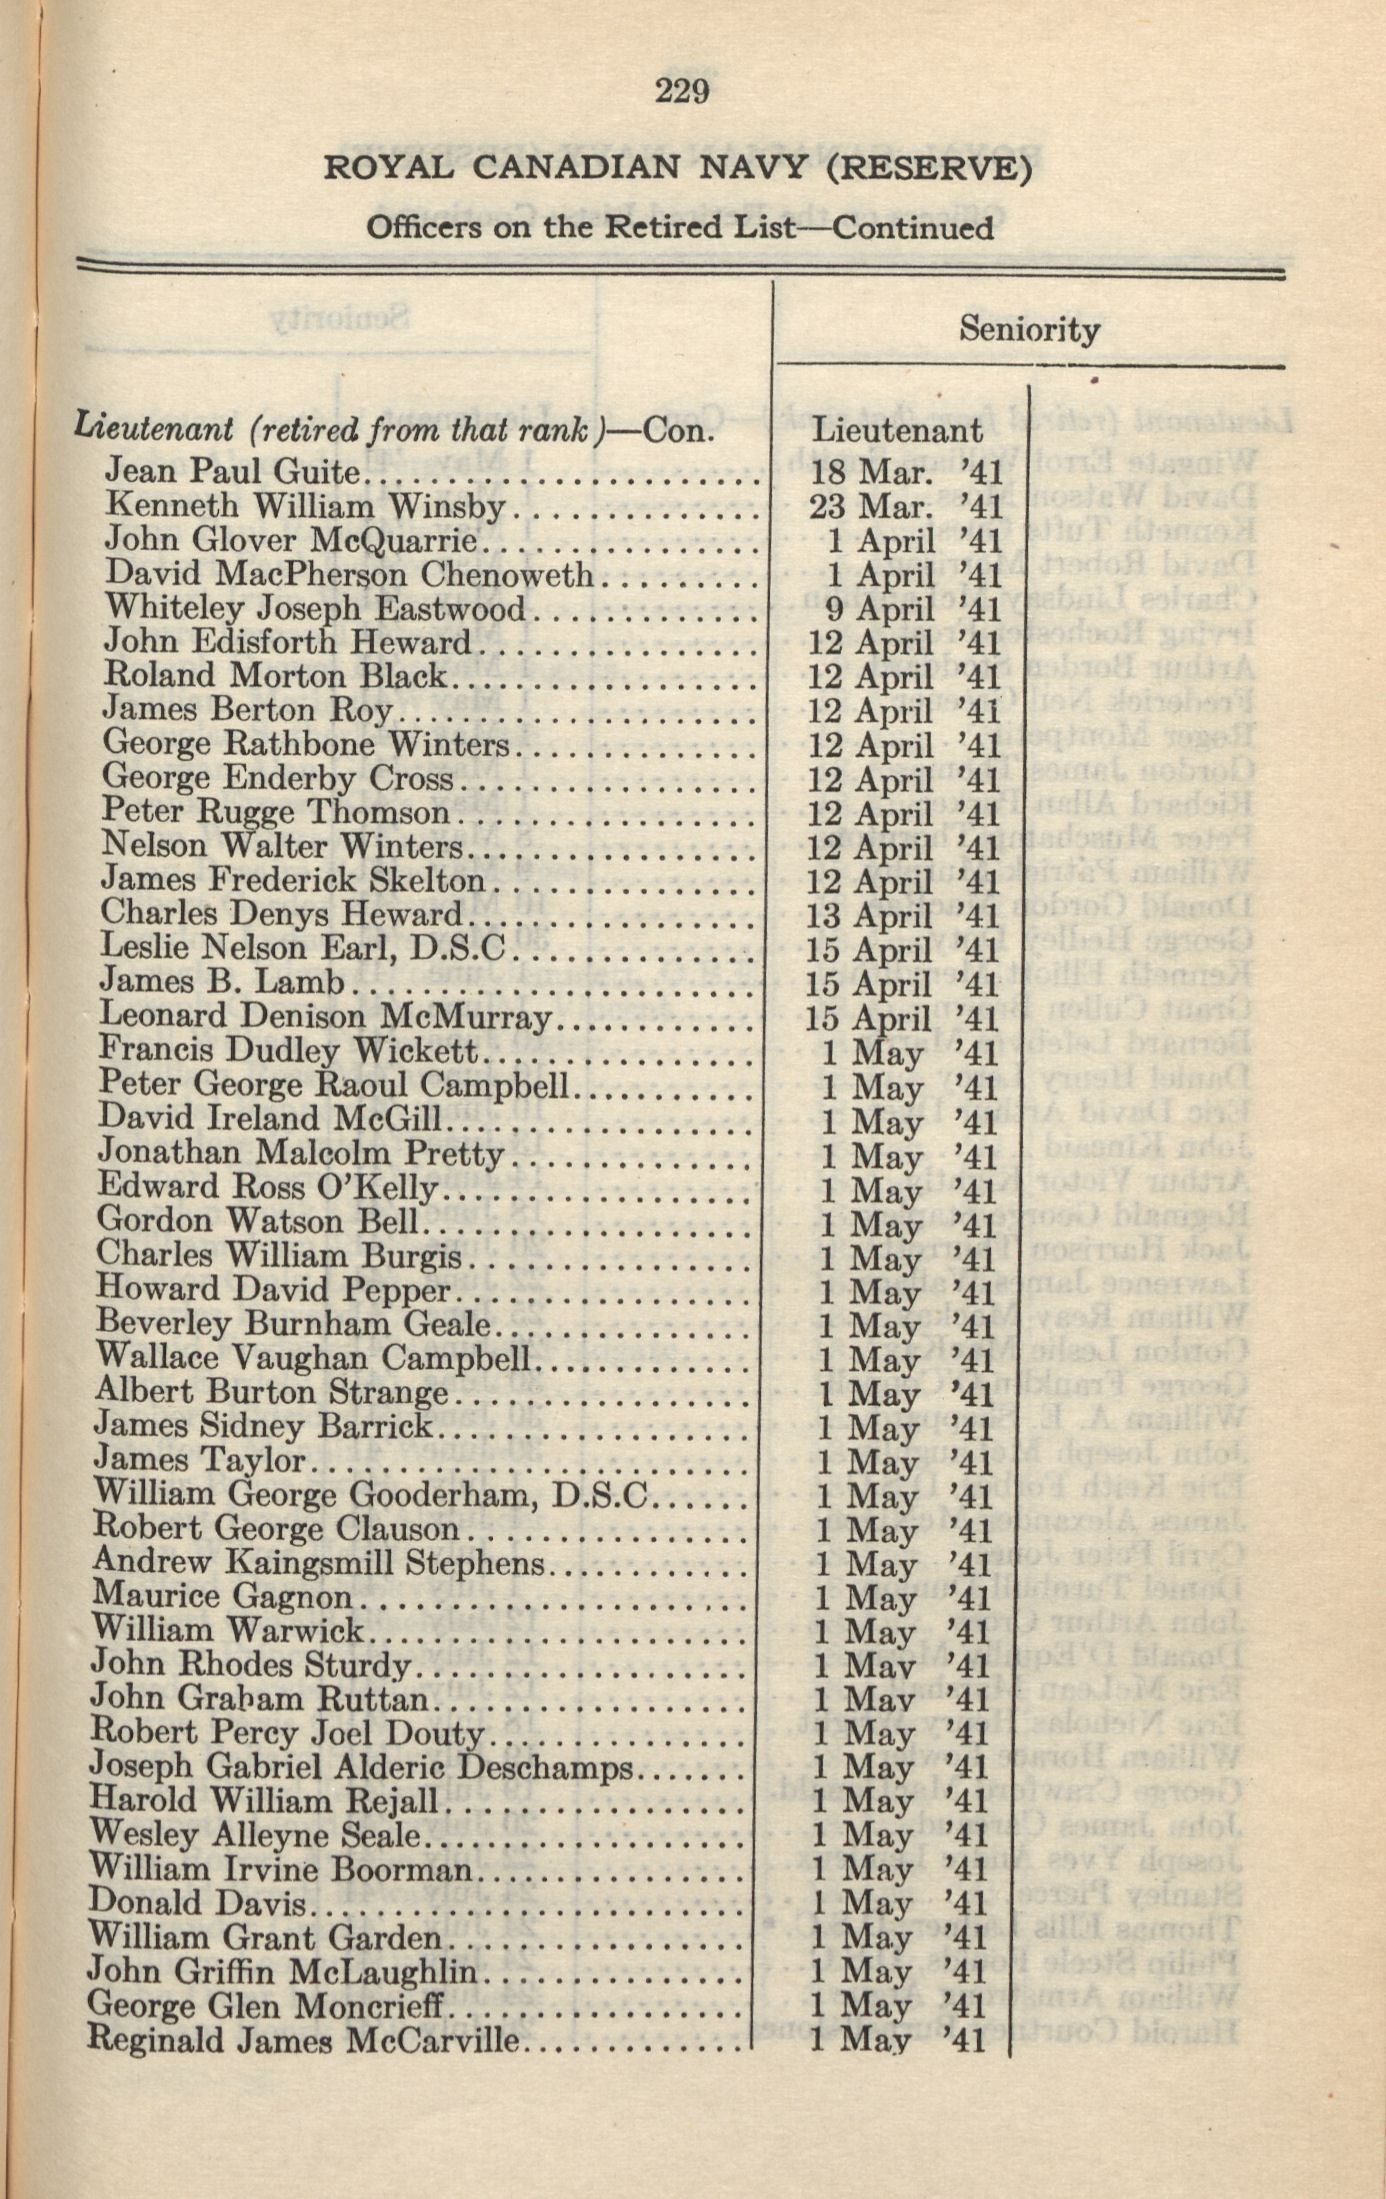 229
ROYAL CANADIAN NAVY (RESERVE)
Officers on the Retired List—Continued
Seniority
Lieutenant (retired from that rank)—Con. Lieutenant
Jean Paul Guite........................ 18 Mar. '41
Kenneth William Winsby............... 23 Mar. '41
John Glover McQuarrie................. 1 April '41
David MacPherson Chenoweth.......... 1 April '41
Whiteley Joseph Eastwood.............. 9 April '41
John Edisforth Heward................. 12 April '41
Roland Morton Black................... 12 April '41
James Berton Roy...................... 12 April '41
George Rathbone Winters............... 12 April '41
George Enderby Cross.................. 12 April '41
Peter Rugge Thomson.................. 12 April '41
Nelson Walter Winters................. 12 April '41
James Frederick Skelton................ 12 April '41
Charles Denys Heward................. 13 April '41
Leslie Nelson Earl, D.S.C............... 15 April '41
James B. Lamb........................ 15 April '41
Leonard Denison McMurray............ 15 April '41
Francis Dudley Wickett................ 1 May '41
Peter George Raoul Campbell........... 1 May '41
David Ireland McGill................... 1 May '41
Jonathan Malcolm Pretty............... 1 May '41
Edward Ross O'Kelly................... 1 May '41
Gordon Watson Bell.................... 1 May '41
Charles William Burgis................. 1 May '41
Howard David Pepper.................. 1 May '41
Beverley Burnham Geale............... 1 May '41
Wallace Vaughan Campbell............. 1 May '41
Albert Burton Strange.................. 1 May '41
James Sidney Barrick................... 1 May '41
James Taylor.......................... 1 May '41
William George Gooderham, D.S.C...... 1 May '41
Robert George Clauson................. 1 May '41
Andrew Kaingsmill Stephens............ 1 May '41
Maurice Gagnon....................... 1 May '41
William Warwick....................... 1 May '41
John Rhodes Sturdy.................... 1 May '41
John Graham Ruttan................... 1 May '41
Robert Percy Joel Douty................ 1 May '41
Joseph Gabriel Alderic Deschamps....... 1 May '41
Harold William Rejall................... 1 May '41
Wesley Alleyne Seale.................... 1 May '41
William Irvine Boorman................ 1 May '41
Donald Davis.......................... 1 May '41
William Grant Garden.................. 1 May '41
John Griffin McLaughlin................ 1 May '41
George Glen Moncrieff.................. 1 May '41
Reginald James McCarville.............. 1 May '41